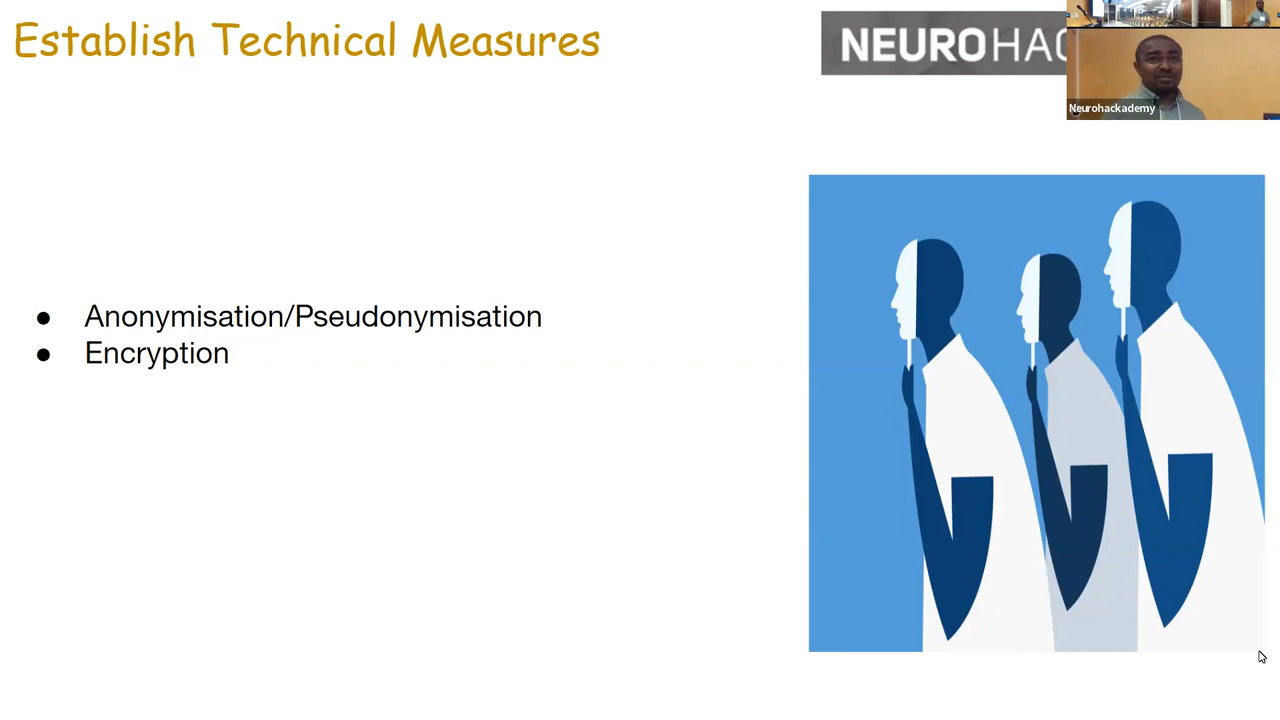 Establish Technical Measures
NEUROHAC
Neurohackademy
● Anonymisation/Pseudonymisation
● Encryption